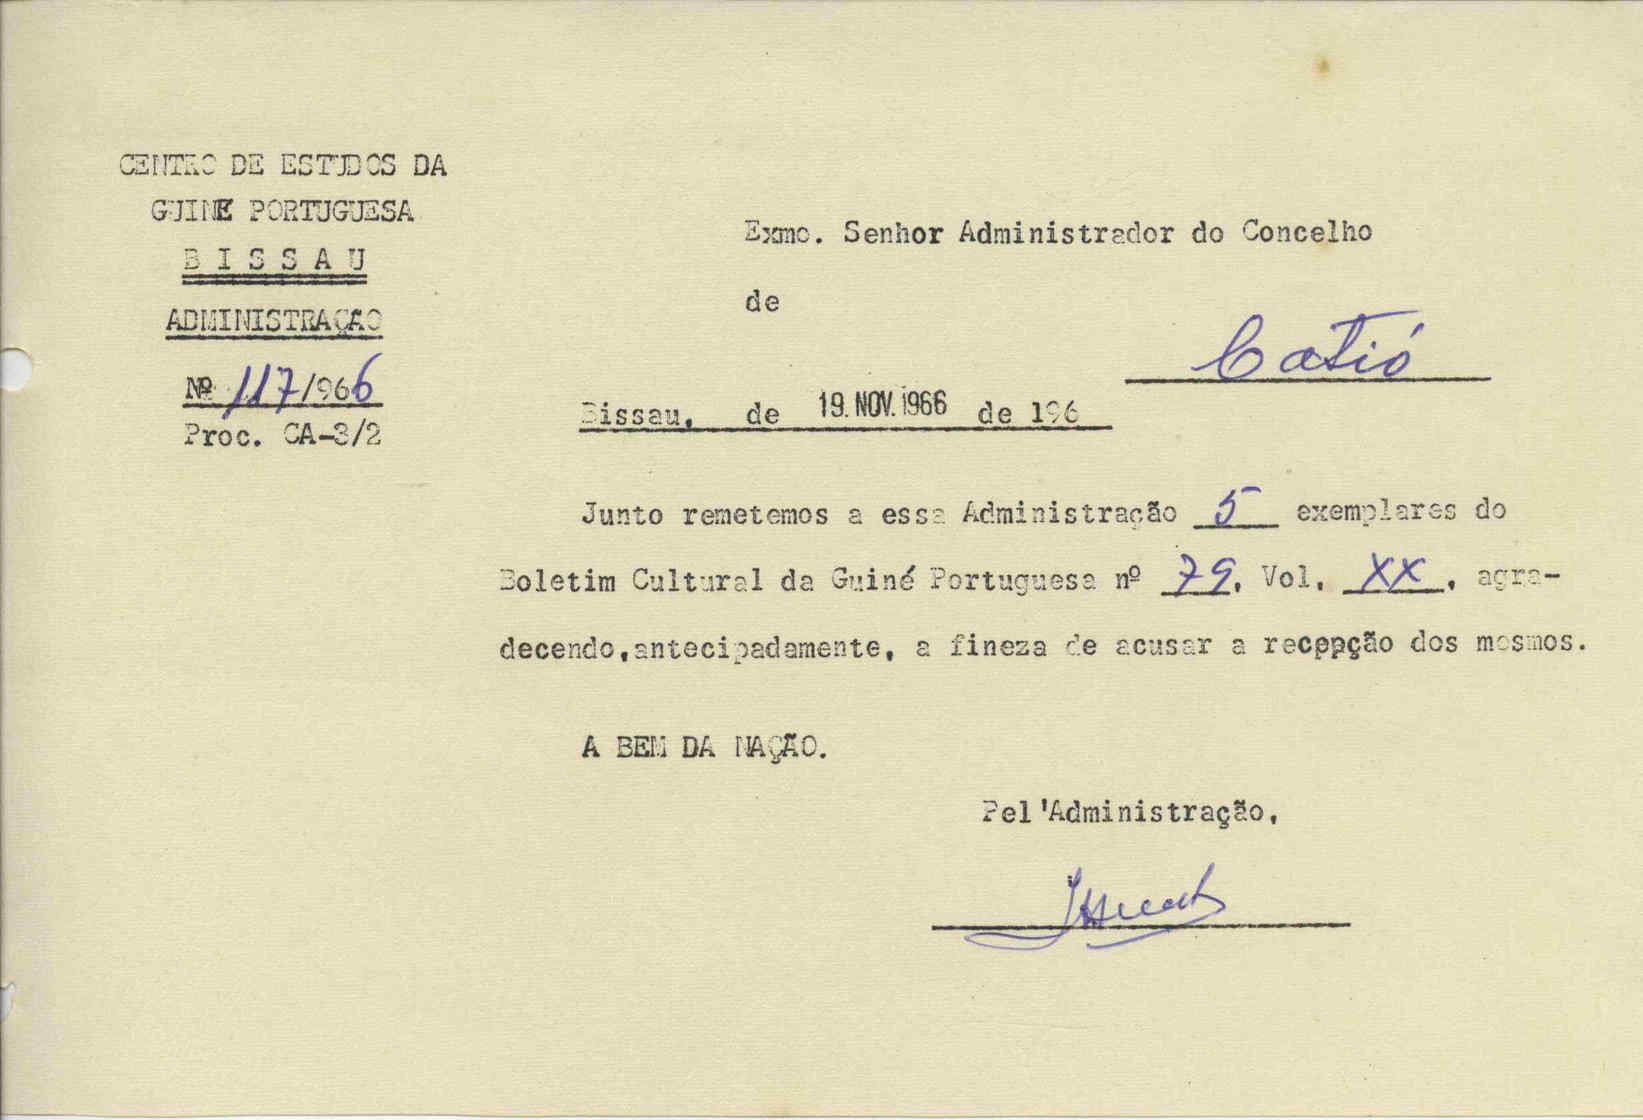 CENTRO DE ESTUDOS DA
GUINÉ PORTUGUESA
B I S S A U
ADMINISTRAÇÃO
Nº 117/966
Proc. CA-3/2
Exmo. Senhor Administrador do Concelho
de
Catió
Bissau, de 19. NOV. 1966 de 196
Junto remetemos a essa Administração 5 exemplares do
Boletim Cultural da Guiné Portuguesa nº 79, Vol. XX, agra-
decendo,antecipadamente, a fineza de acusar a recepção dos mesmos.
A BEM DA NAÇÃO.
Pel'Administração,